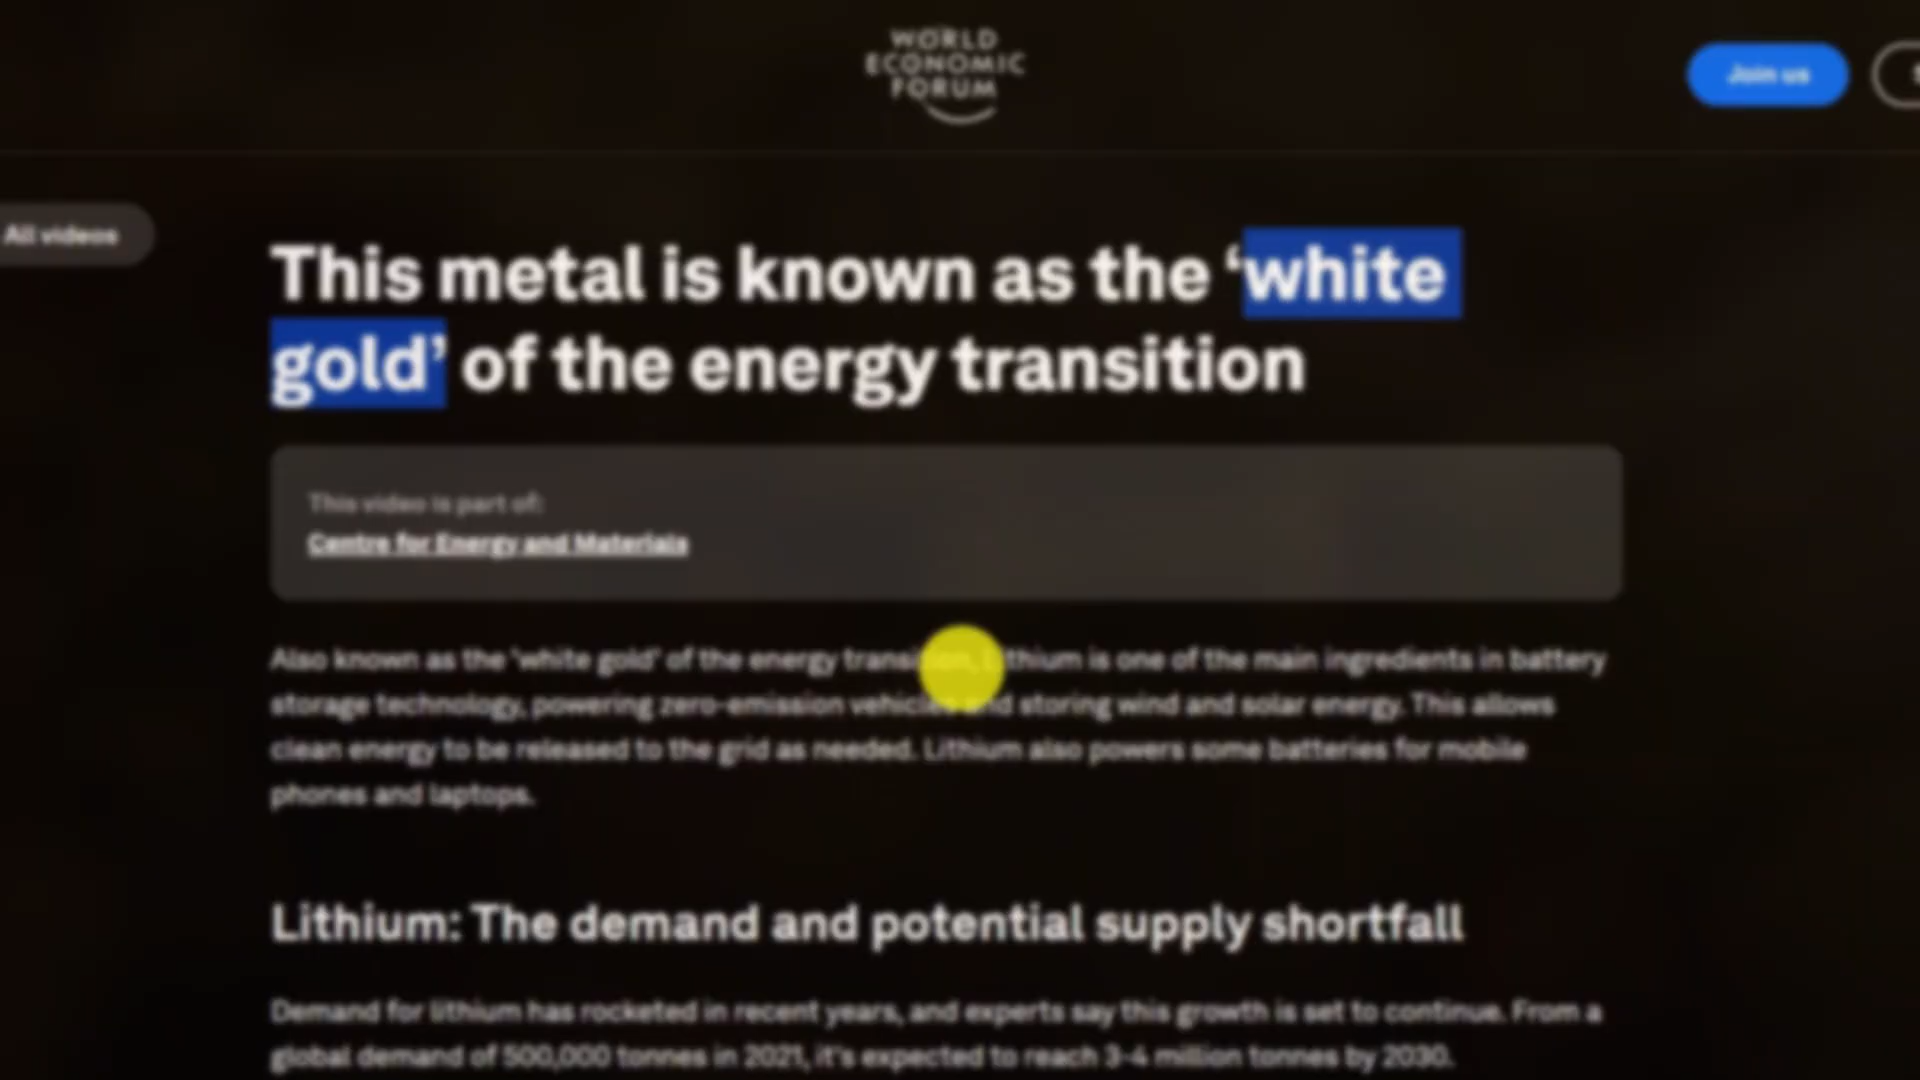 WORLD
ECONOMIC
FORUM
Join us
All videos
This metal is known as the ‘white
gold’ of the energy transition
This video is part of:
Centre for Energy and Materials
Also known as the 'white gold' of the energy transition, Lithium is one of the main ingredients in battery
storage technology, powering zero-emission vehicles and storing wind and solar energy. This allows
clean energy to be released to the grid as needed. Lithium also powers some batteries for mobile
phones and laptops.
Lithium: The demand and potential supply shortfall
Demand for lithium has rocketed in recent years, and experts say this growth is set to continue. From a
global demand of 500,000 tonnes in 2021, it's expected to reach 3-4 million tonnes by 2030.